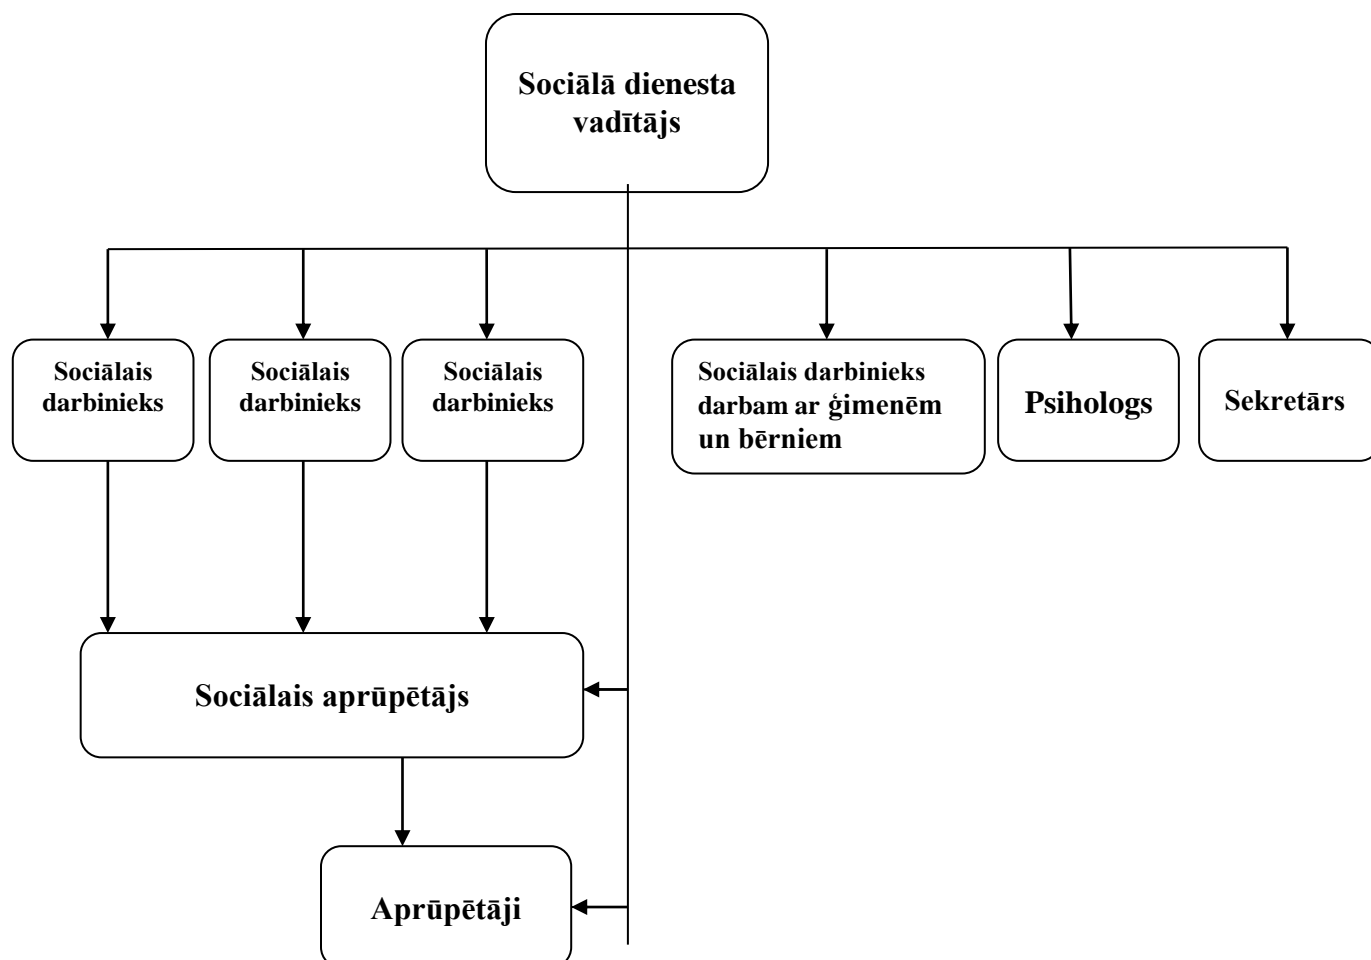 Sociālā dienesta
vadītājs
Sociālais
darbinieks
Sociālais
darbinieks
Sociālais
darbinieks
Sociālais darbinieks
darbam ar ģimenēm
un bērniem
Psihologs
Sekretārs
Sociālais aprūpētājs
Aprūpētāji